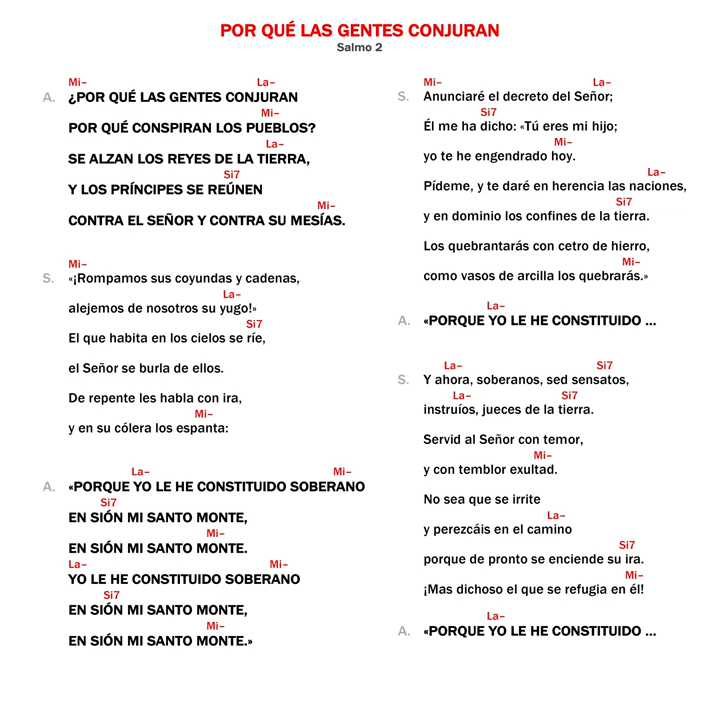 POR QUÉ LAS GENTES CONJURAN
Salmo 2
Mi– La–
A. ¿POR QUÉ LAS GENTES CONJURAN
Mi–
POR QUÉ CONSPIRAN LOS PUEBLOS?
La–
SE ALZAN LOS REYES DE LA TIERRA,
Si7
Y LOS PRÍNCIPES SE REÚNEN
Mi–
CONTRA EL SEÑOR Y CONTRA SU MESÍAS.
Mi–
S. «¡Rompamos sus coyundas y cadenas,
La–
alejemos de nosotros su yugo!»
Si7
El que habita en los cielos se ríe,
el Señor se burla de ellos.
De repente les habla con ira,
Mi–
y en su cólera los espanta:
La– Mi–
A. «PORQUE YO LE HE CONSTITUIDO SOBERANO
Si7
EN SIÓN MI SANTO MONTE,
Mi–
EN SIÓN MI SANTO MONTE.
La– Mi–
YO LE HE CONSTITUIDO SOBERANO
Si7
EN SIÓN MI SANTO MONTE,
Mi–
EN SIÓN MI SANTO MONTE.»
Mi– La–
S. Anunciaré el decreto del Señor;
Si7
Él me ha dicho: «Tú eres mi hijo;
Mi–
yo te he engendrado hoy.
La–
Pídeme, y te daré en herencia las naciones,
Si7
y en dominio los confines de la tierra.
Los quebrantarás con cetro de hierro,
Mi–
como vasos de arcilla los quebrarás.»
La–
A. «PORQUE YO LE HE CONSTITUIDO ...
La– Si7
S. Y ahora, soberanos, sed sensatos,
La– Si7
instruíos, jueces de la tierra.
Servid al Señor con temor,
Mi–
y con temblor exultad.
No sea que se irrite
La–
y perezcáis en el camino
Si7
porque de pronto se enciende su ira.
Mi–
¡Mas dichoso el que se refugia en él!
La–
A. «PORQUE YO LE HE CONSTITUIDO ...